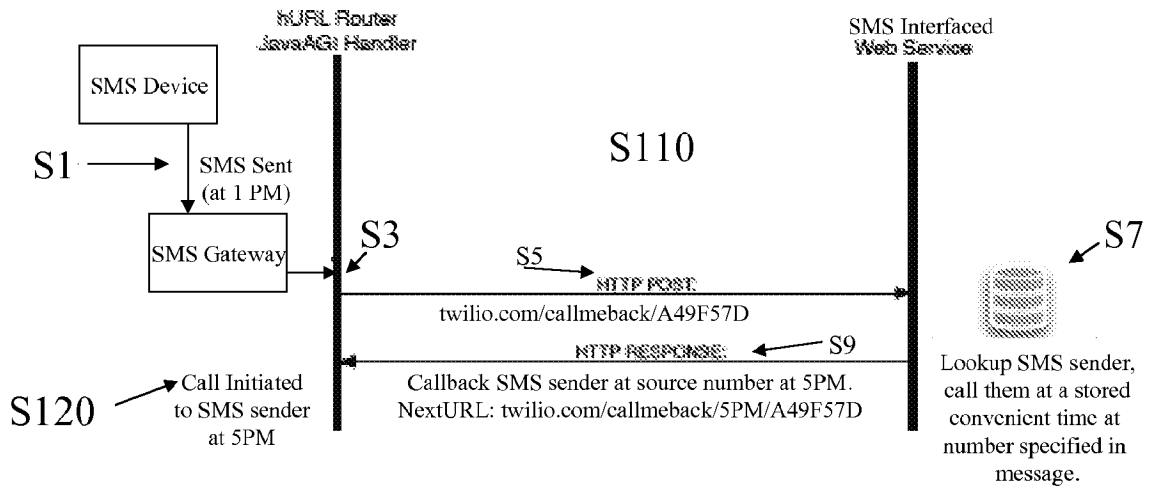 hURL Router
JavaAGI Handler
SMS Interfaced
Web Service
SMS Device
S1
SMS Sent
(at 1 PM)
S110
SMS Gateway
S3
S5
S7
HTTP POST:
twilio.com/callmeback/A49F57D
HTTP RESPONSE:
S9
Callback SMS sender at source number at 5PM.
NextURL: twilio.com/callmeback/5PM/A49F57D
S120
Call Initiated
to SMS sender
at 5PM
Lookup SMS sender,
call them at a stored
convenient time at
number specified in
message.